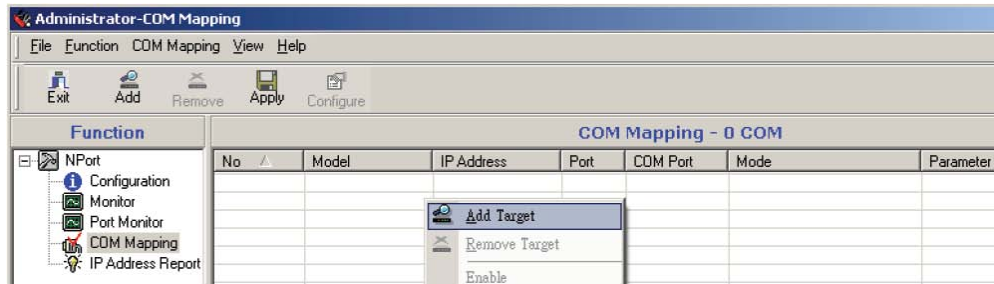 Administrator-COM Mapping
File Function COM Mapping View Help
Exit Add Remove Apply Configure
Function
COM Mapping - 0 COM
NPort
Configuration
Monitor
Port Monitor
COM Mapping
IP Address Report
No Model IP Address Port COM Port Mode Parameter
Add Target
Remove Target
Enable